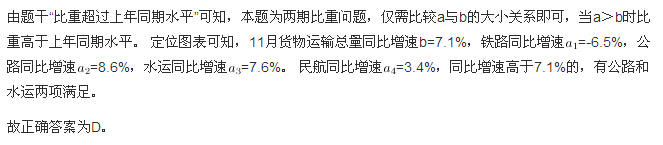 由题干“比重超过上年同期水平”可知，本题为两期比重问题，仅需比较a与b的大小关系即可，当a＞b时比
重高于上年同期水平。 定位图表可知，11月货物运输总量同比增速b=7.1%，铁路同比增速a₁=-6.5%，公
路同比增速a₂=8.6%，水运同比增速a₃=7.6%。 民航同比增速a₄=3.4%，同比增速高于7.1%的，有公路和
水运两项满足。
故正确答案为D。